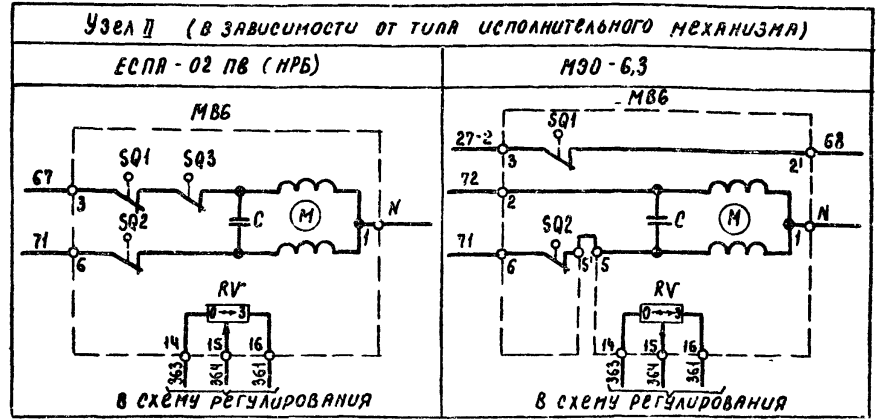 Узел II (в зависимости от типа исполнительного механизма)
ЕСПА - 02 ПВ (НРБ)
МВ6
SQ1 SQ3
67
3
SQ2
C
M
N
1
71
6
RV
0↔3
14 15 16
363 364 361
в схему регулирования
МЭО - 6,3
МВ6
SQ1
27-2
3
2'
68
72
2
SQ2
C
M
N
1
71
6
5'
5
RV
0↔3
14 15 16
363 364 361
в схему регулирования